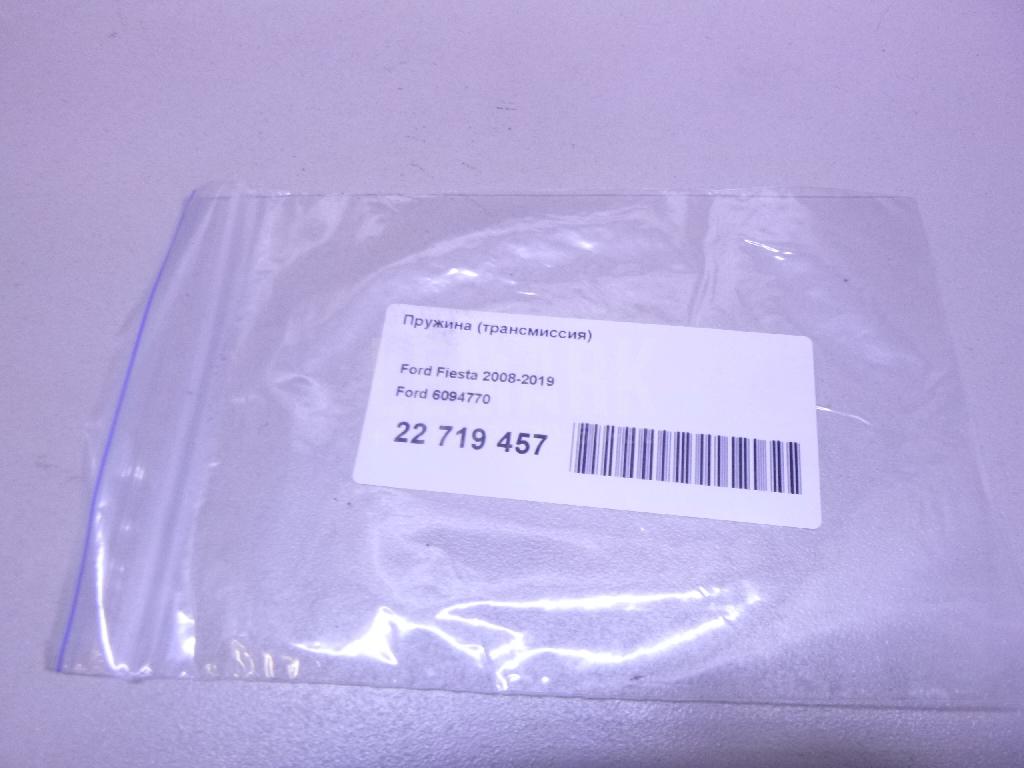 Пружина (трансмиссия)
Ford Fiesta 2008-2019
Ford 6094770
22 719 457